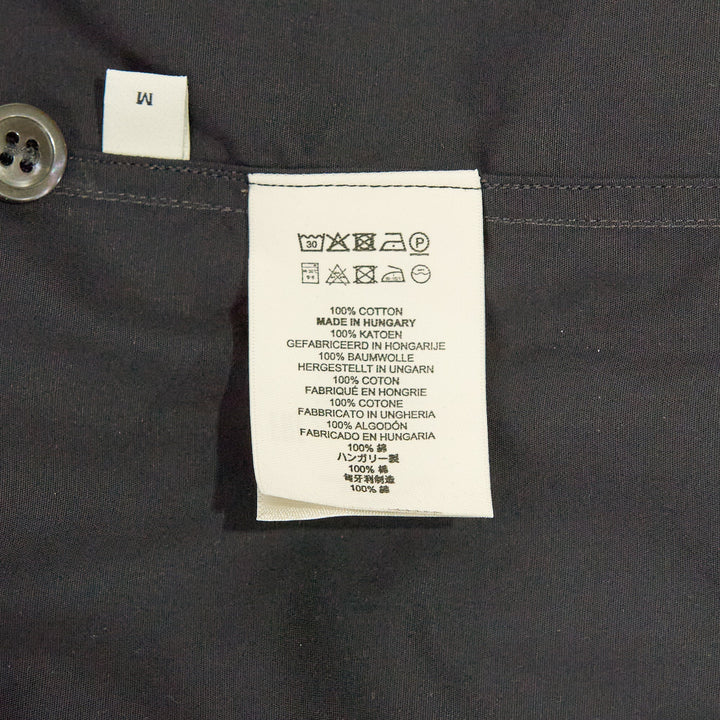 M
30
P
100% COTTON
MADE IN HUNGARY
100% KATOEN
GEFABRICEERD IN HONGARIJE
100% BAUMWOLLE
HERGESTELLT IN UNGARN
100% COTON
FABRIQUÉ EN HONGRIE
100% COTONE
FABBRICATO IN UNGHERIA
100% ALGODÓN
FABRICADO EN HUNGARIA
100% 綿
ハンガリー製
100% 棉
匈牙利制造
100% 綿